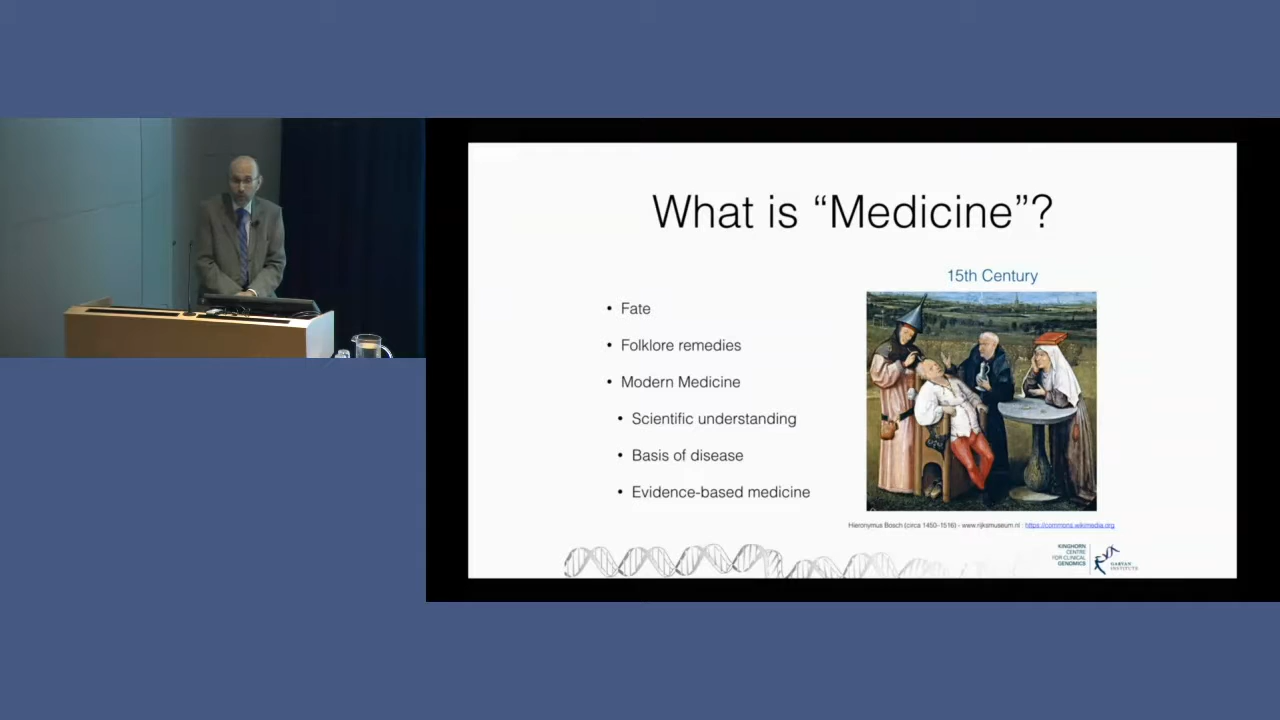 What is “Medicine”?
15th Century
• Fate
• Folklore remedies
• Modern Medicine
• Scientific understanding
• Basis of disease
• Evidence-based medicine
Hieronymus Bosch (circa 1450–1516) - www.rijksmuseum.nl : https://commons.wikimedia.org
KINGHORN
CENTRE
FOR CLINICAL
GENOMICS
GARVAN
INSTITUTE